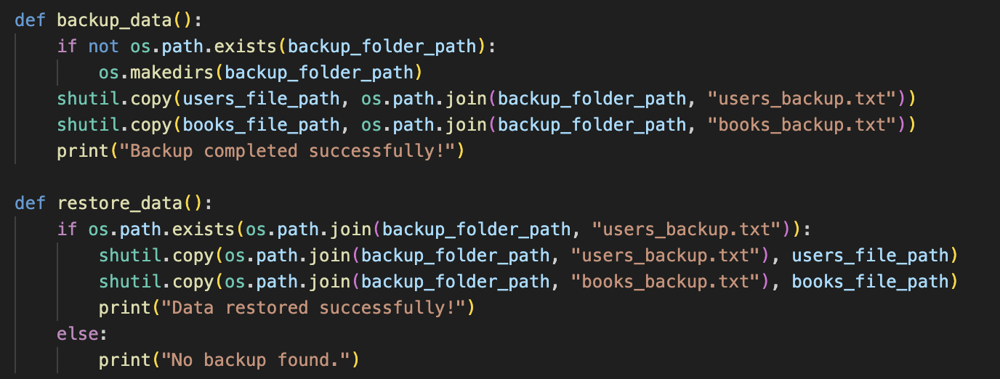 def backup_data():
    if not os.path.exists(backup_folder_path):
        os.makedirs(backup_folder_path)
    shutil.copy(users_file_path, os.path.join(backup_folder_path, "users_backup.txt"))
    shutil.copy(books_file_path, os.path.join(backup_folder_path, "books_backup.txt"))
    print("Backup completed successfully!")

def restore_data():
    if os.path.exists(os.path.join(backup_folder_path, "users_backup.txt")):
        shutil.copy(os.path.join(backup_folder_path, "users_backup.txt"), users_file_path)
        shutil.copy(os.path.join(backup_folder_path, "books_backup.txt"), books_file_path)
        print("Data restored successfully!")
    else:
        print("No backup found.")